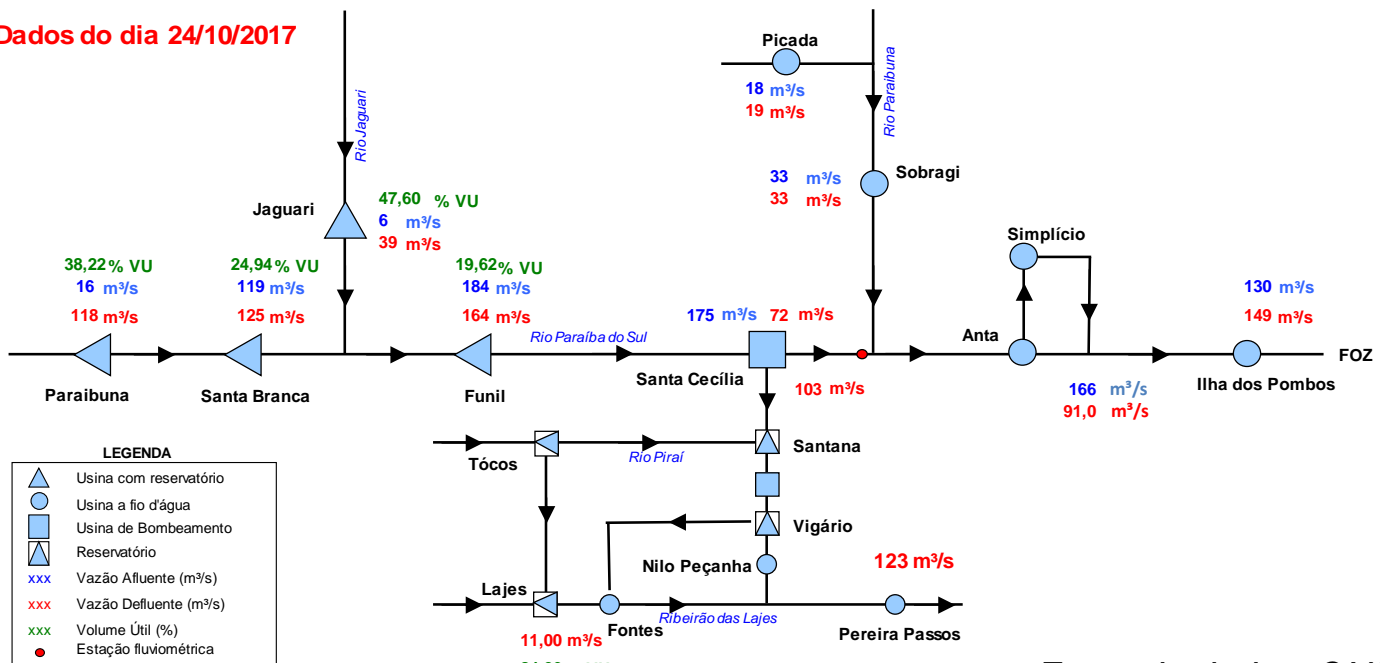 Dados do dia 24/10/2017
Picada
18 m³/s
19 m³/s
Rio Jaguari
Rio Paraibuna
33 m³/s
33 m³/s
Sobragi
Jaguari
47,60 % VU
6 m³/s
39 m³/s
Simplício
38,22 % VU
16 m³/s
118 m³/s
24,94 % VU
119 m³/s
125 m³/s
19,62 % VU
184 m³/s
164 m³/s
175 m³/s 72 m³/s
130 m³/s
149 m³/s
Rio Paraíba do Sul
Anta
FOZ
Paraibuna
Santa Branca
Funil
Santa Cecília
103 m³/s
166 m³/s
91,0 m³/s
Ilha dos Pombos
Tócos
Rio Piraí
Santana
Vigário
Nilo Peçanha
123 m³/s
Lajes
Fontes
Ribeirão das Lajes
Pereira Passos
11,00 m³/s
LEGENDA
Usina com reservatório
Usina a fio d'água
Usina de Bombeamento
Reservatório
xxx Vazão Afluente (m³/s)
xxx Vazão Defluente (m³/s)
xxx Volume Útil (%)
Estação fluviométrica